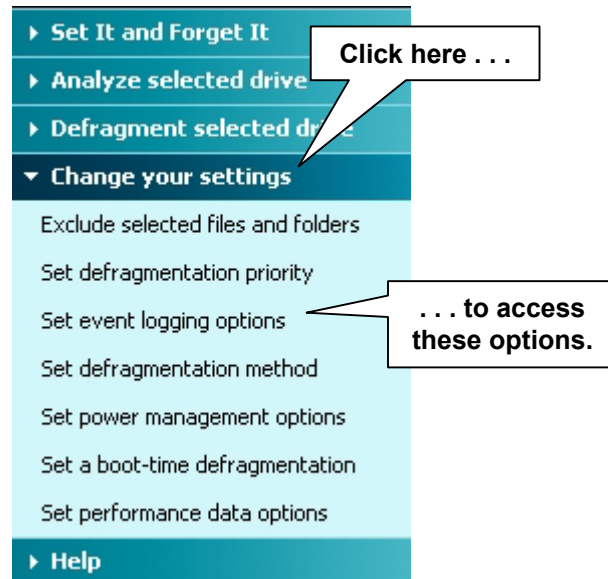 Set It and Forget It
Click here . . .
Analyze selected drive
Defragment selected drive
Change your settings
Exclude selected files and folders
Set defragmentation priority
Set event logging options
. . . to access
these options.
Set defragmentation method
Set power management options
Set a boot-time defragmentation
Set performance data options
Help